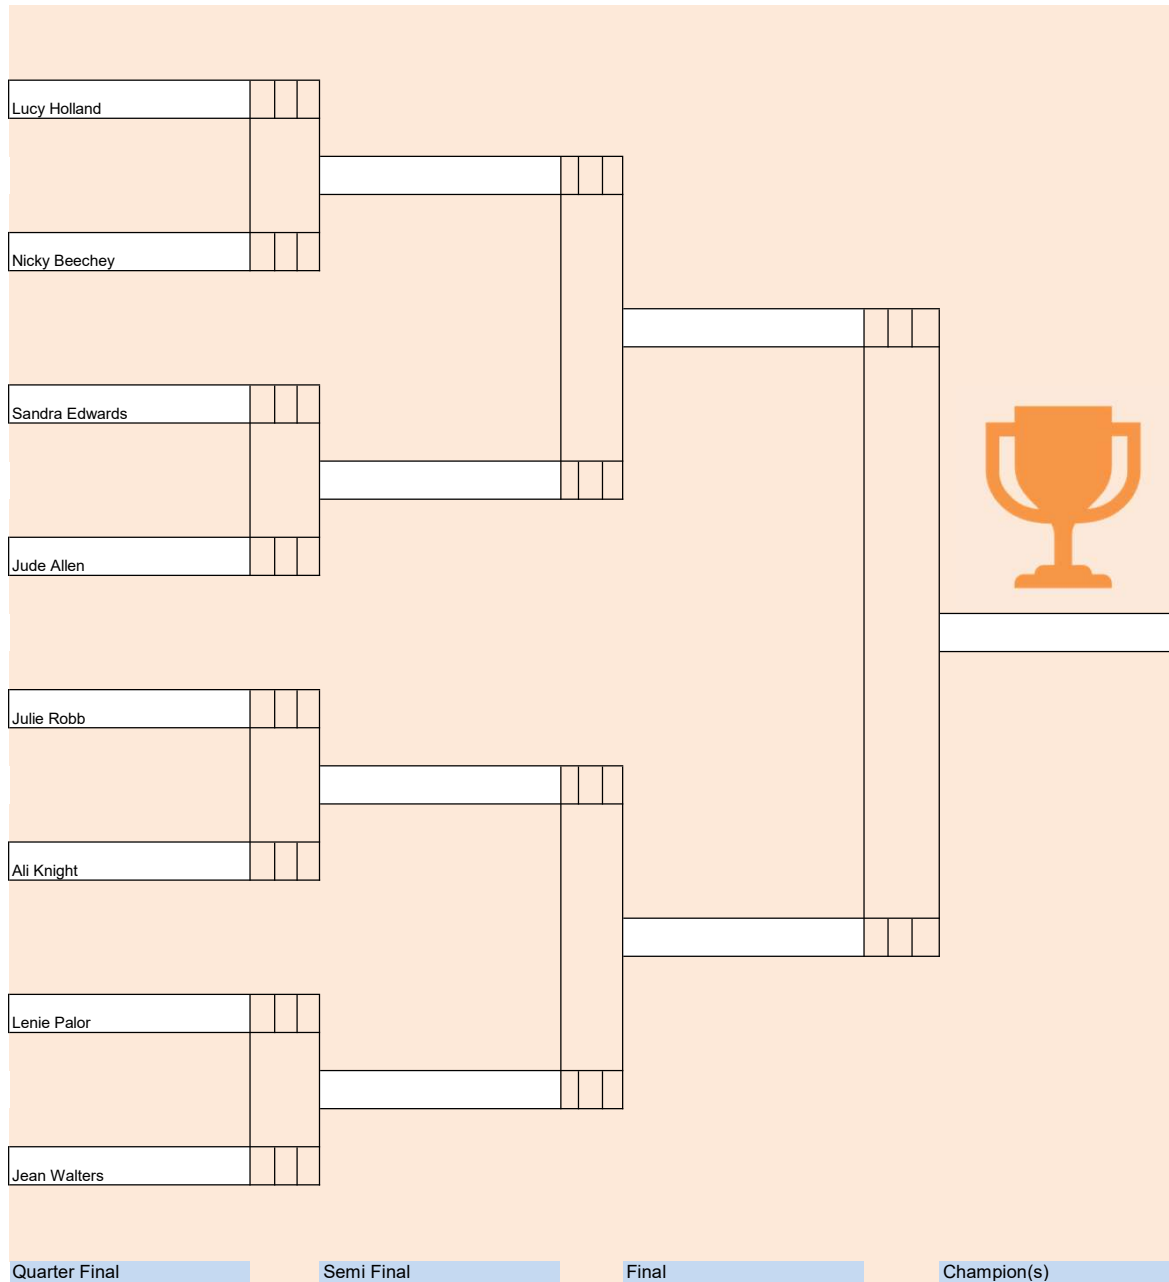 Lucy Holland
Nicky Beechey
Sandra Edwards
Jude Allen
Julie Robb
Ali Knight
Lenie Palor
Jean Walters
Quarter Final
Semi Final
Final
Champion(s)